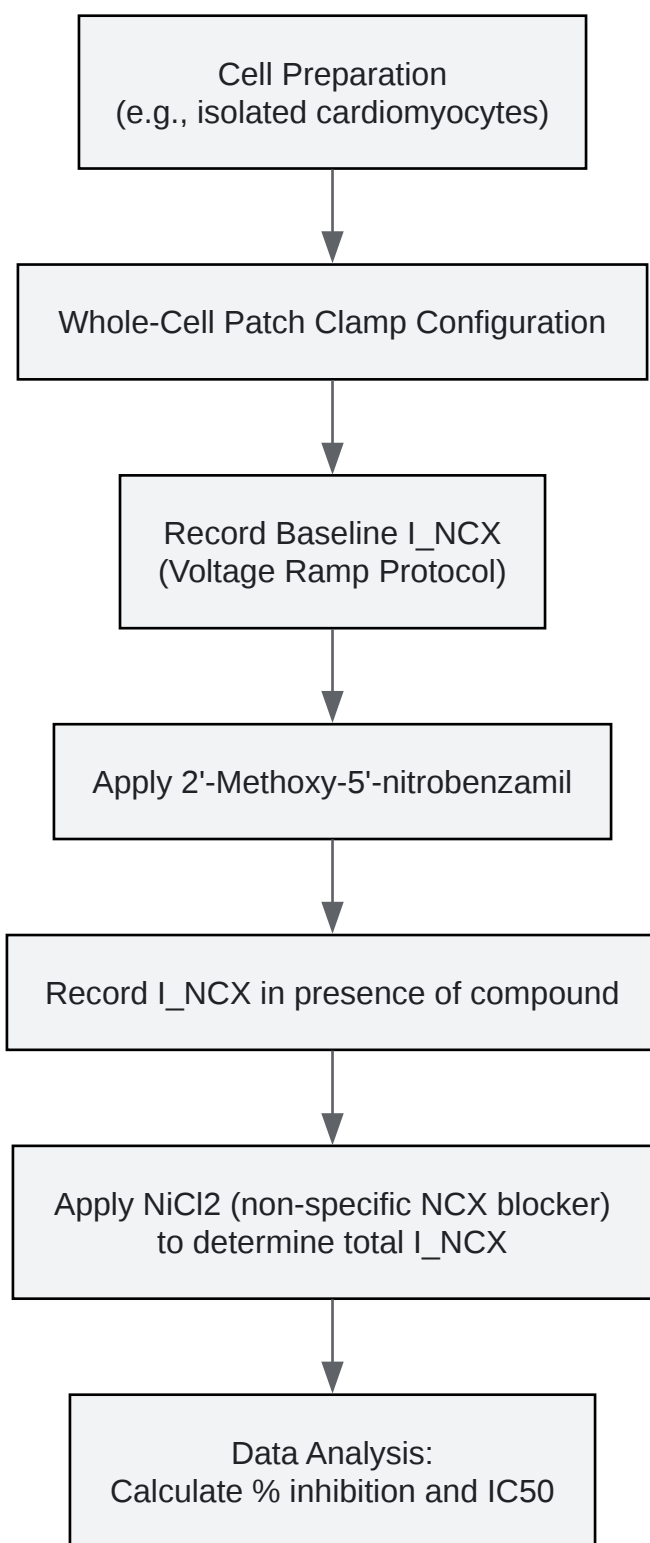 Cell Preparation
(e.g., isolated cardiomyocytes)
Whole-Cell Patch Clamp Configuration
Record Baseline I_NCX
(Voltage Ramp Protocol)
Apply 2'-Methoxy-5'-nitrobenzamil
Record I_NCX in presence of compound
Apply NiCl2 (non-specific NCX blocker)
to determine total I_NCX
Data Analysis:
Calculate % inhibition and IC50